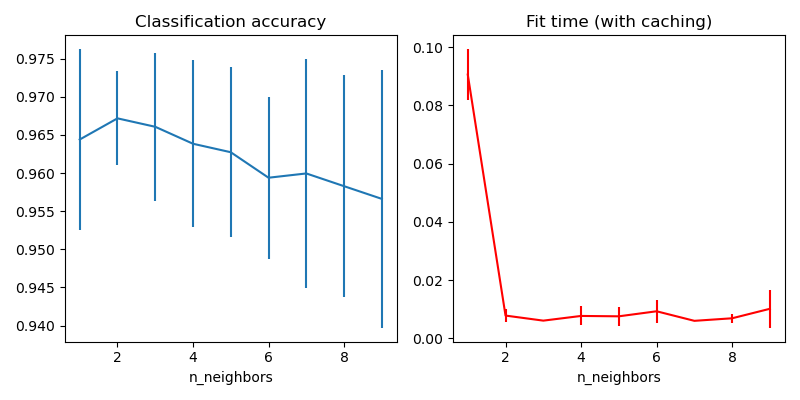 Classification accuracy
0.975
0.970
0.965
0.960
0.955
0.950
0.945
0.940
2 4 6 8
n_neighbors
Fit time (with caching)
0.10
0.08
0.06
0.04
0.02
0.00
2 4 6 8
n_neighbors